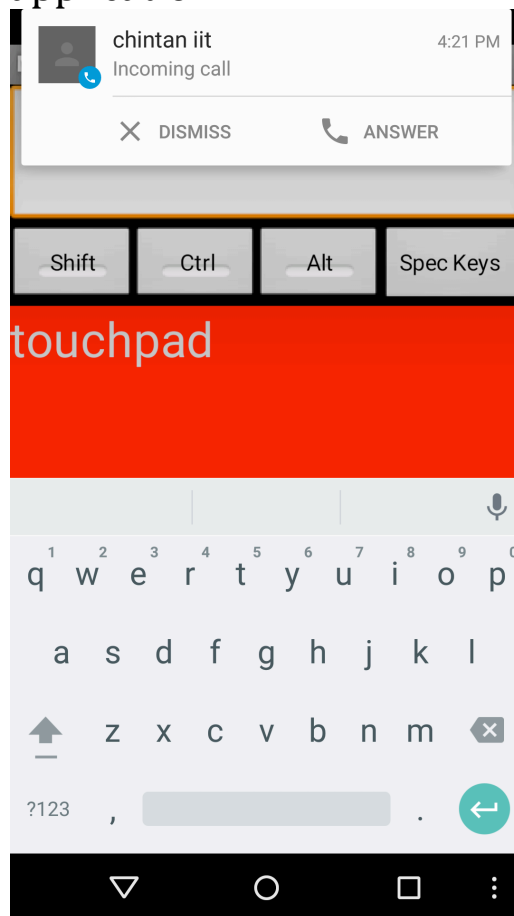 chintan iit 4:21 PM
Incoming call
DISMISS ANSWER
Shift Ctrl Alt Spec Keys
touchpad
1 2 3 4 5 6 7 8 9 0
q w e r t y u i o p
a s d f g h j k l
z x c v b n m
?123 , .